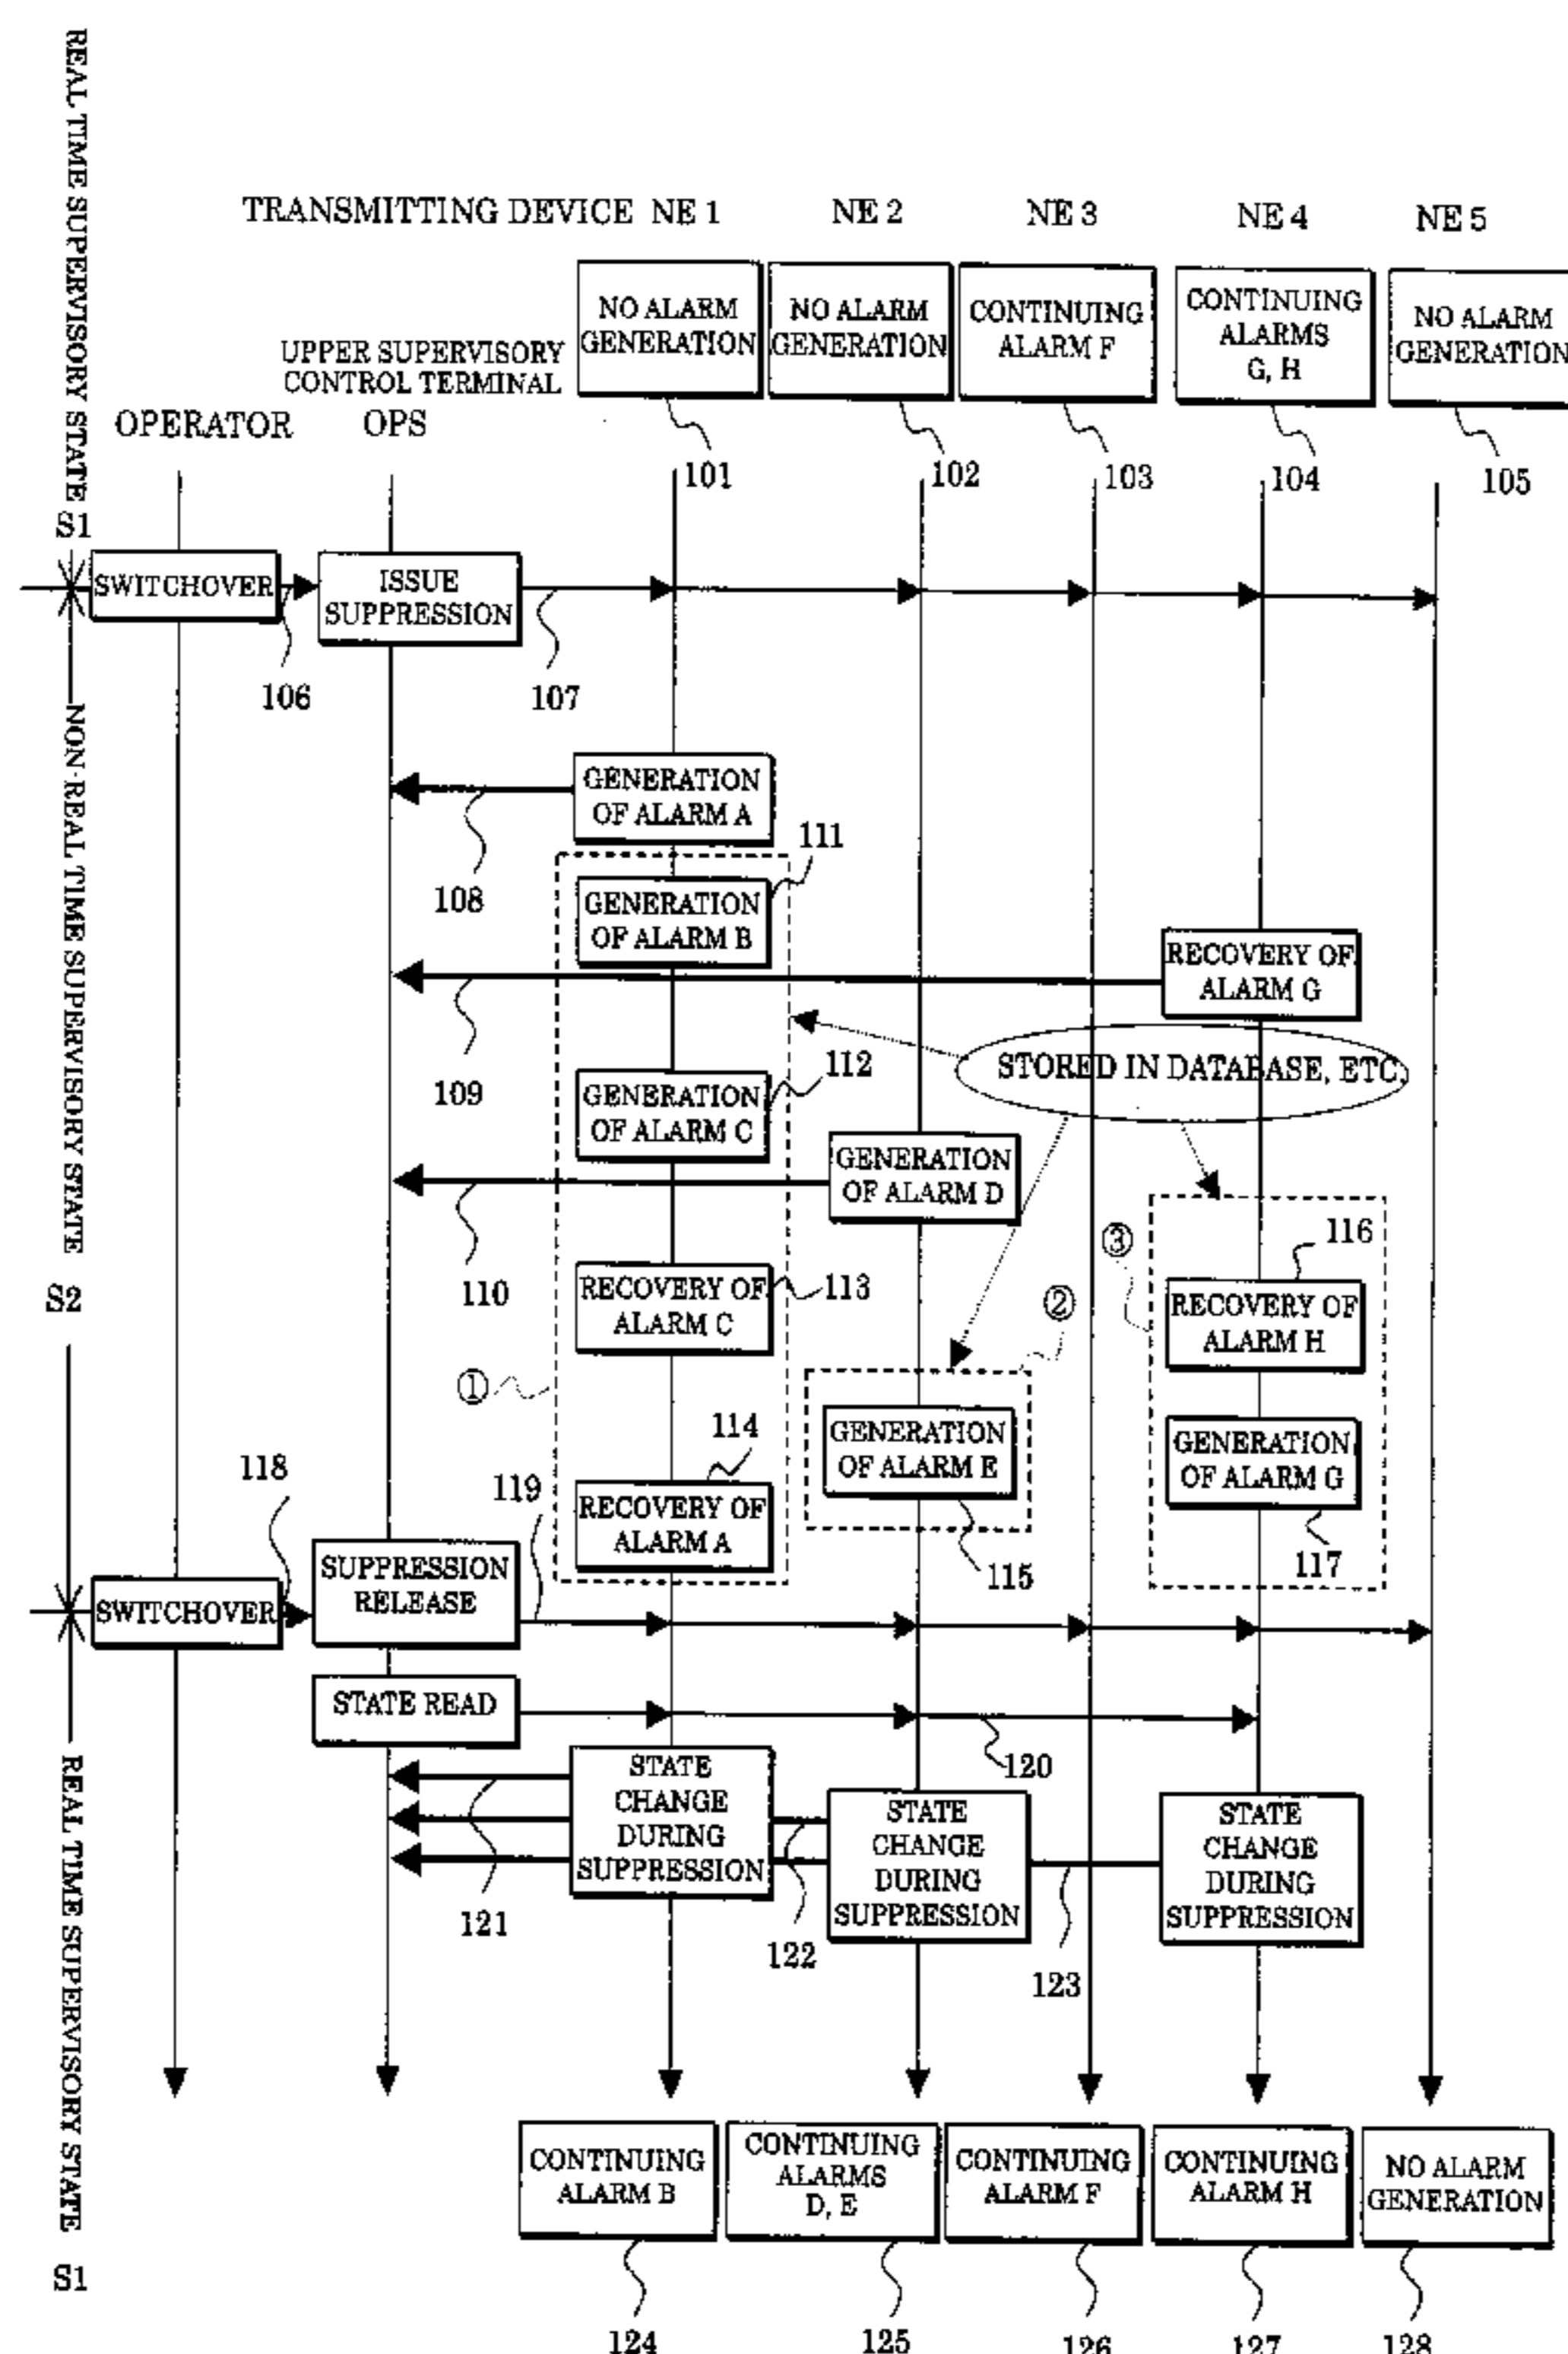 REAL TIME SUPERVISORY STATE
S1
TRANSMITTING DEVICE NE 1
NE 2
NE 3
NE 4
NE 5
NO ALARM
GENERATION
NO ALARM
GENERATION
CONTINUING
ALARM F
CONTINUING
ALARMS
G, H
NO ALARM
GENERATION
UPPER SUPERVISORY
CONTROL TERMINAL
OPERATOR
OPS
101
102
103
104
105
SWITCHOVER
ISSUE
SUPPRESSION
106
107
NON-REAL TIME SUPERVISORY STATE
S2
GENERATION
OF ALARM A
108
111
GENERATION
OF ALARM B
RECOVERY OF
ALARM G
109
STORED IN DATABASE, ETC.
112
GENERATION
OF ALARM C
GENERATION
OF ALARM D
110
116
③
RECOVERY OF
ALARM C
113
RECOVERY OF
ALARM H
②
①
114
GENERATION
OF ALARM E
GENERATION
OF ALARM G
118
119
RECOVERY OF
ALARM A
115
117
SWITCHOVER
SUPPRESSION
RELEASE
STATE READ
120
STATE
CHANGE
DURING
SUPPRESSION
STATE
CHANGE
DURING
SUPPRESSION
STATE
CHANGE
DURING
SUPPRESSION
121
122
123
REAL TIME SUPERVISORY STATE
S1
CONTINUING
ALARM B
CONTINUING
ALARMS
D, E
CONTINUING
ALARM F
CONTINUING
ALARM H
NO ALARM
GENERATION
124
125
126
127
128